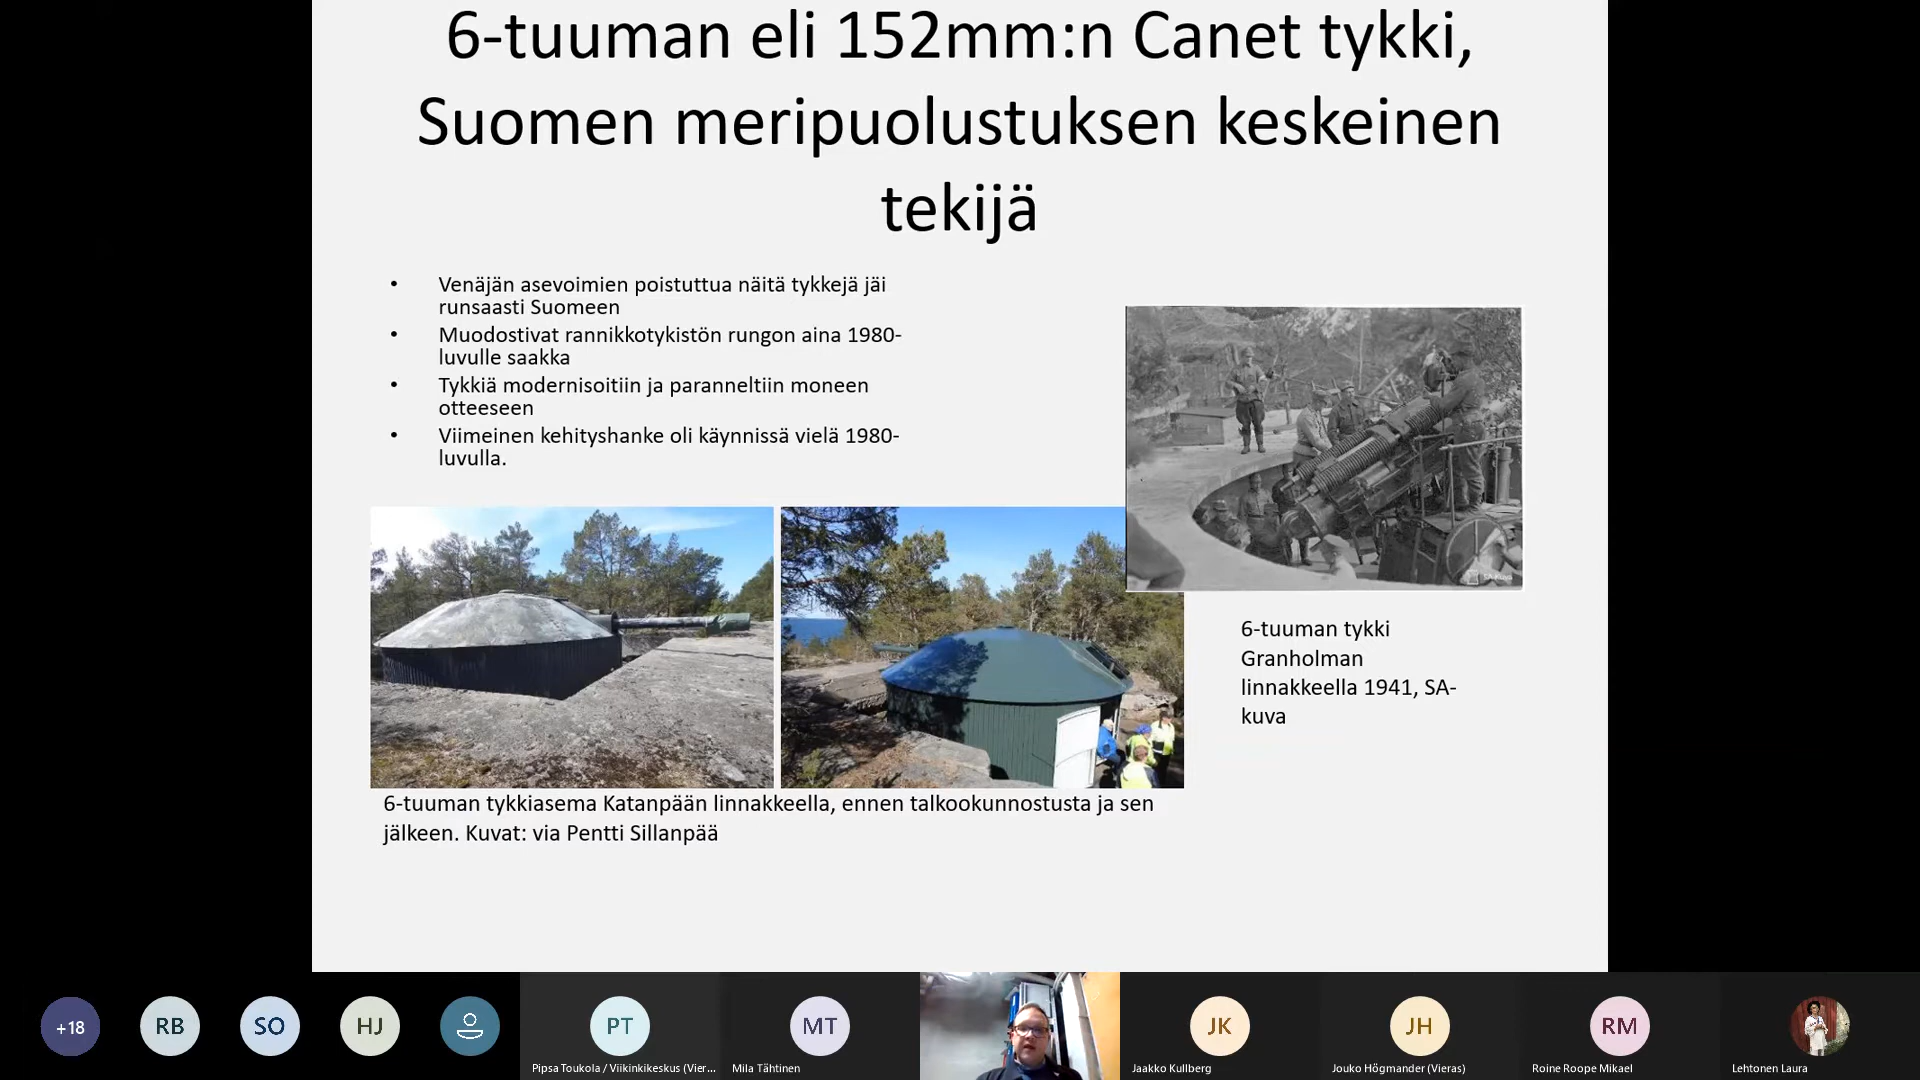 6-tuuman eli 152mm:n Canet tykki,
Suomen meripuolustuksen keskeinen
tekijä
• Venäjän asevoimien poistuttua näitä tykkejä jäi
runsaasti Suomeen
• Muodostivat rannikkotykistön rungon aina 1980-
luvulle saakka
• Tykkiä modernisoitiin ja paranneltiin moneen
otteeseen
• Viimeinen kehityshanke oli käynnissä vielä 1980-
luvulla.
SA-kuva
6-tuuman tykki
Granholman
linnakkeella 1941, SA-
kuva
6-tuuman tykkiasema Katanpään linnakkeella, ennen talkookunnostusta ja sen
jälkeen. Kuvat: via Pentti Sillanpää
+18
RB
SO
HJ
PT
MT
JK
JH
RM
Pipsa Toukola / Viikinkikeskus (Vier...
Mila Tähtinen
Jaakko Kullberg
Jouko Högmander (Vieras)
Roine Roope Mikael
Lehtonen Laura